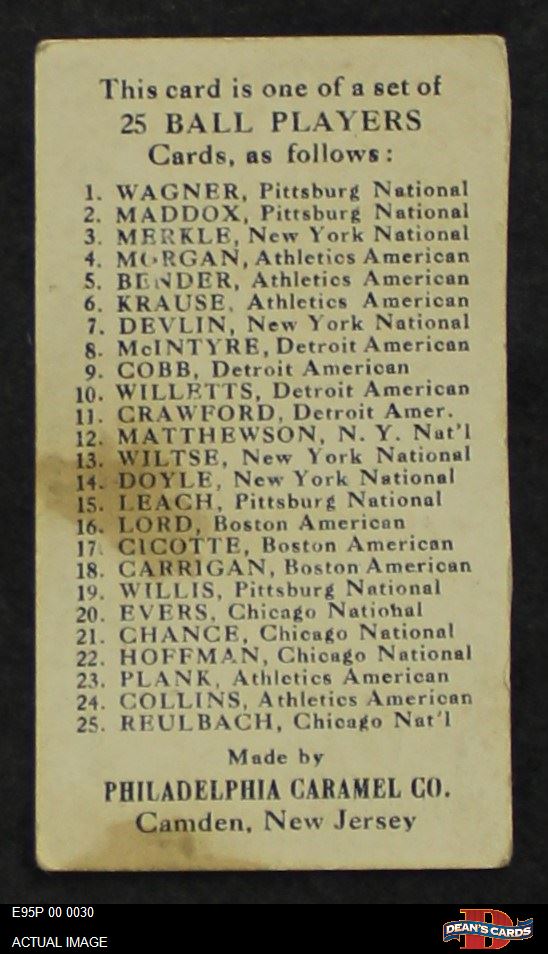 This card is one of a set of
25 BALL PLAYERS
Cards, as follows:
1. WAGNER, Pittsburg National
2. MADDOX, Pittsburg National
3. MERKLE, New York National
4. MORGAN, Athletics American
5. BENDER, Athletics American
6. KRAUSE, Athletics American
7. DEVLIN, New York National
8. McINTYRE, Detroit American
9. COBB, Detroit American
10. WILLETTS, Detroit American
11. CRAWFORD, Detroit Amer.
12. MATTHEWSON, N. Y. Nat'l
13. WILTSE, New York National
14. DOYLE, New York National
15. LEACH, Pittsburg National
16. LORD, Boston American
17. CICOTTE, Boston American
18. CARRIGAN, Boston American
19. WILLIS, Pittsburg National
20. EVERS, Chicago National
21. CHANCE, Chicago National
22. HOFFMAN, Chicago National
23. PLANK, Athletics American
24. COLLINS, Athletics American
25. REULBACH, Chicago Nat'l
Made by
PHILADELPHIA CARAMEL CO.
Camden, New Jersey
E95P 00 0030
ACTUAL IMAGE
DEAN'S CARDS